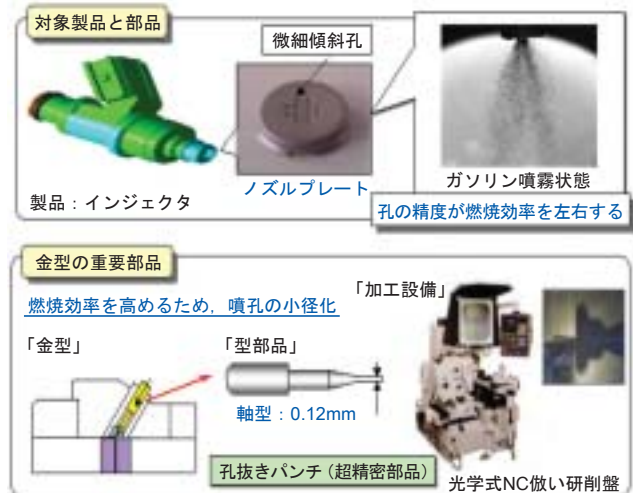 対象製品と部品
微細傾斜孔
ノズルプレート
製品：インジェクタ
ガソリン噴霧状態
孔の精度が燃焼効率を左右する
金型の重要部品
燃焼効率を高めるため，噴孔の小径化
「加工設備」
「金型」
「型部品」
軸型：0.12mm
孔抜きパンチ（超精密部品）
光学式NC倣い研削盤